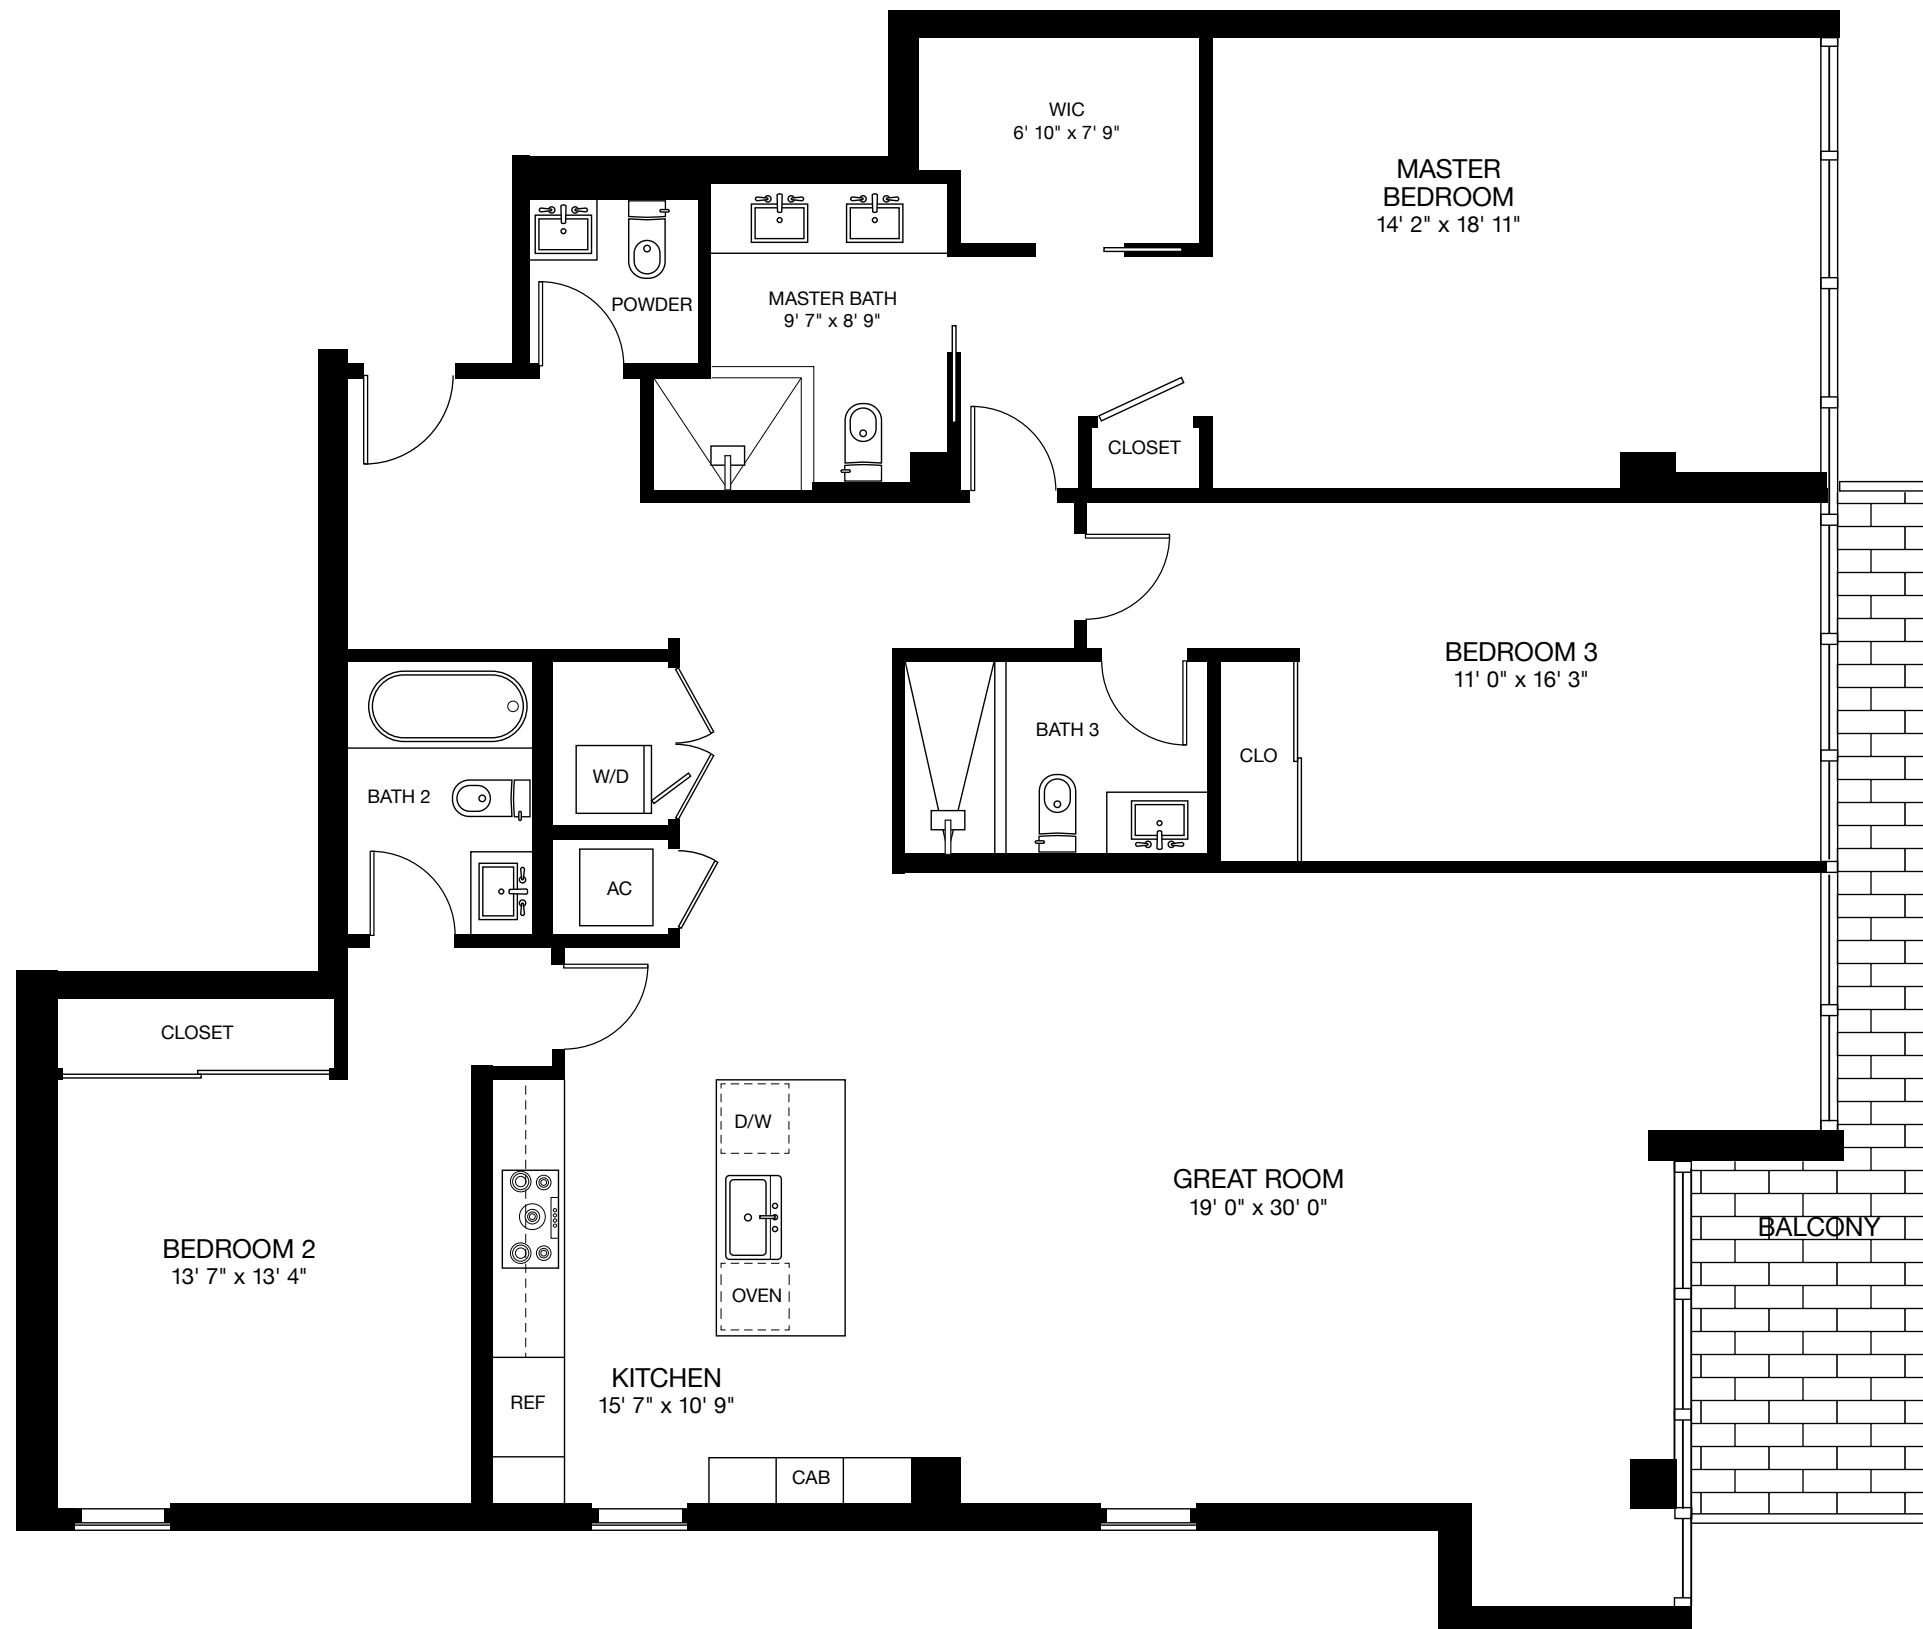 WIC
6' 10" x 7' 9"
MASTER
BEDROOM
14' 2" x 18' 11"
POWDER
MASTER BATH
9' 7" x 8' 9"
CLOSET
BEDROOM 3
11' 0" x 16' 3"
BATH 3
CLO
W/D
BATH 2
AC
CLOSET
D/W
GREAT ROOM
19' 0" x 30' 0"
BALCONY
BEDROOM 2
13' 7" x 13' 4"
OVEN
KITCHEN
15' 7" x 10' 9"
REF
CAB